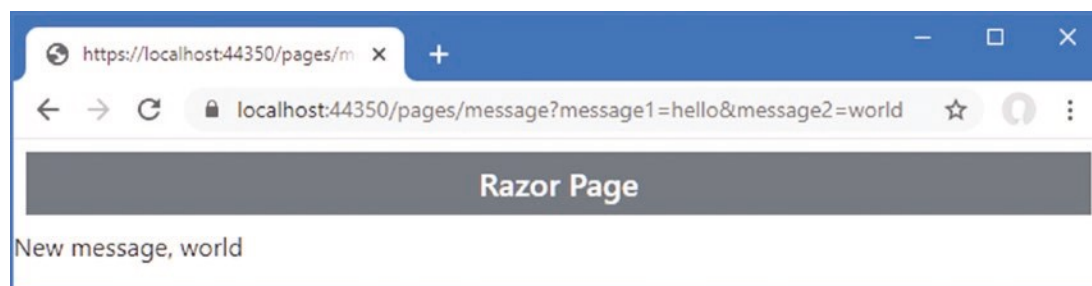 https://localhost:44350/pages/m
localhost:44350/pages/message?message1=hello&message2=world
Razor Page
New message, world